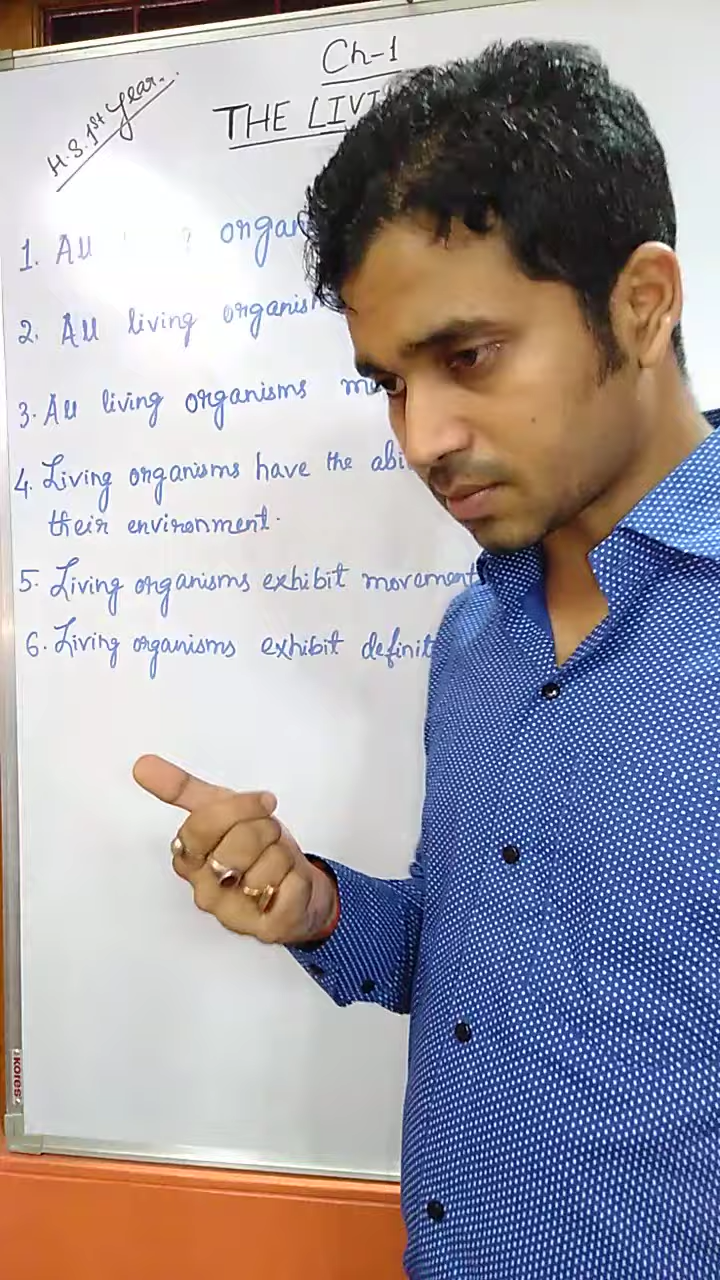 Ch-1
H.S. 1st Year..
THE LIVI
1. All organ
2. All living organis
3. All living organisms m
4. Living organisms have the abi
their environment.
5. Living organisms exhibit movement
6. Living organisms exhibit definit
kores